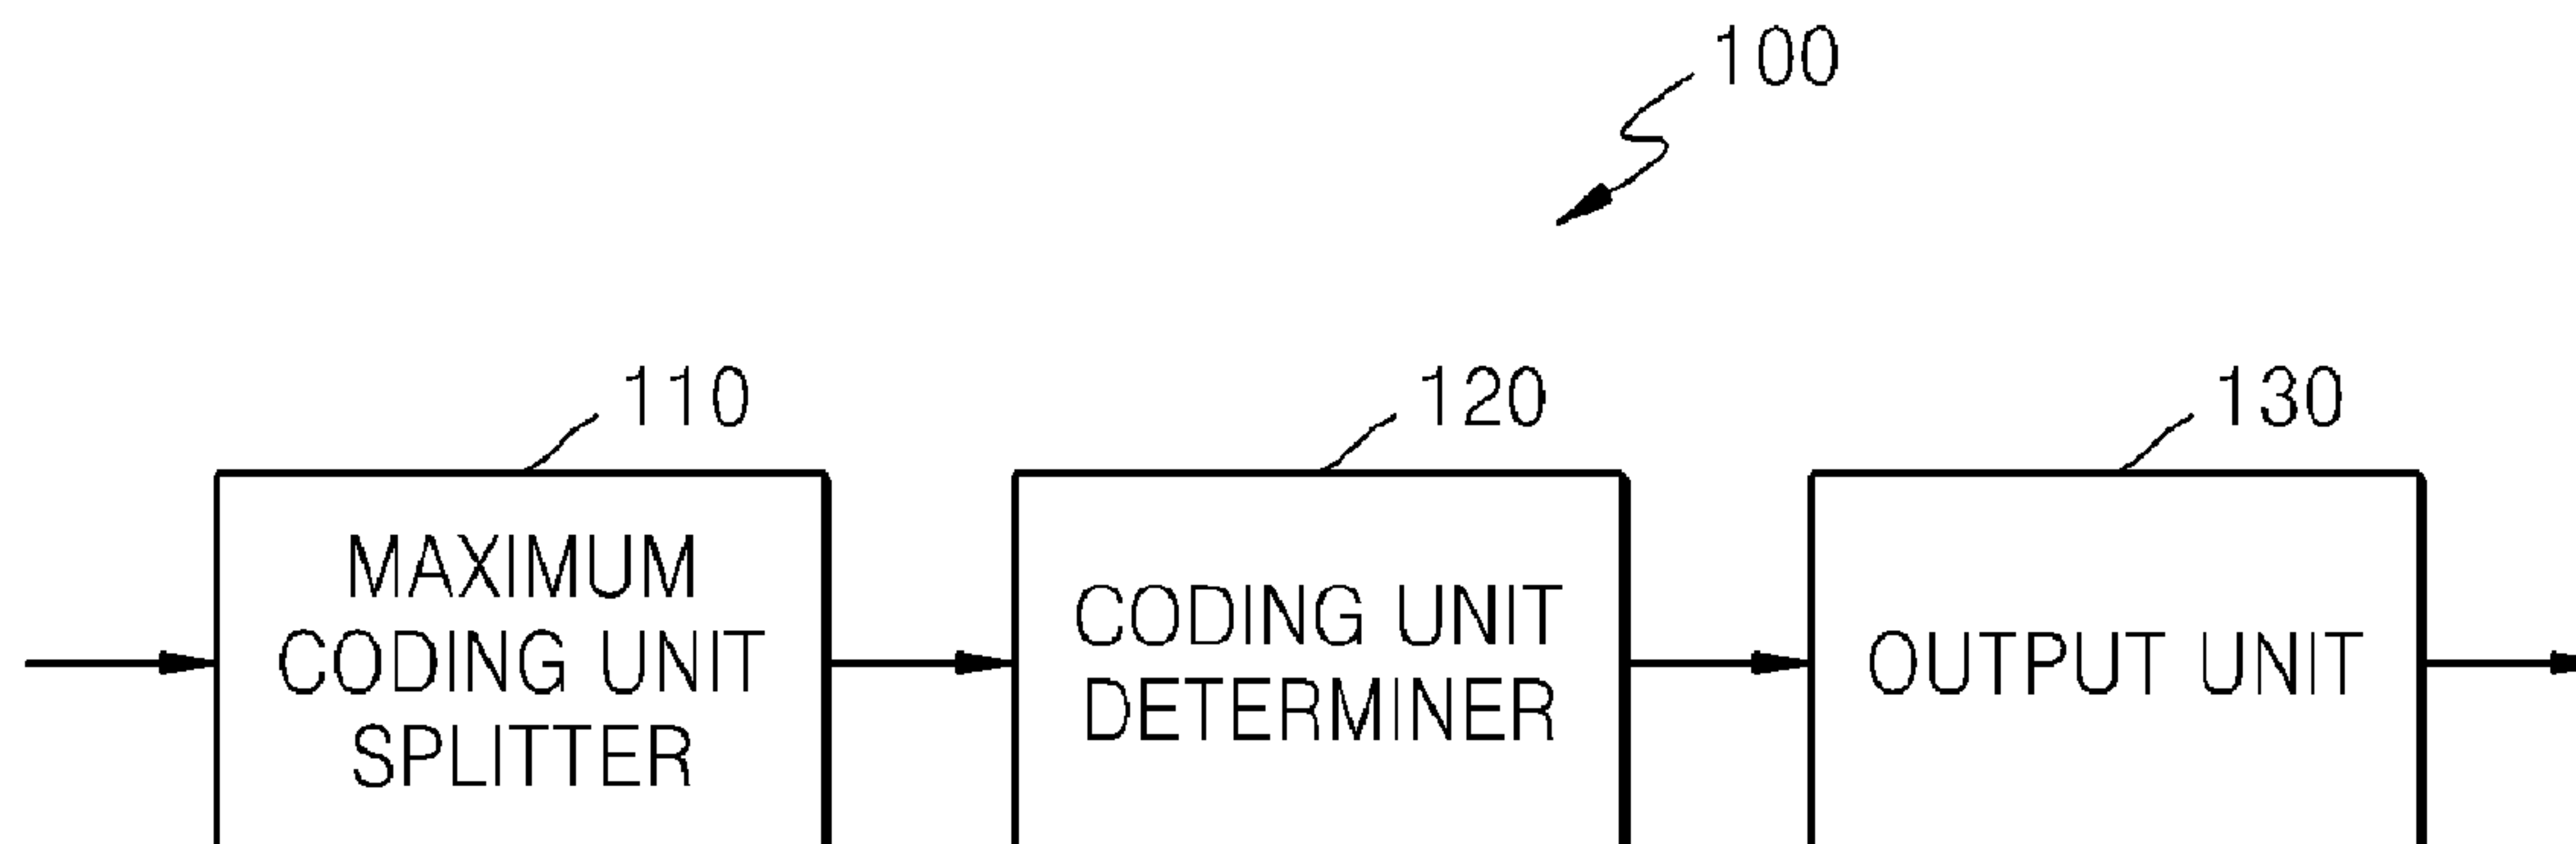 100
110
120
130
MAXIMUM
CODING UNIT
SPLITTER
CODING UNIT
DETERMINER
OUTPUT UNIT